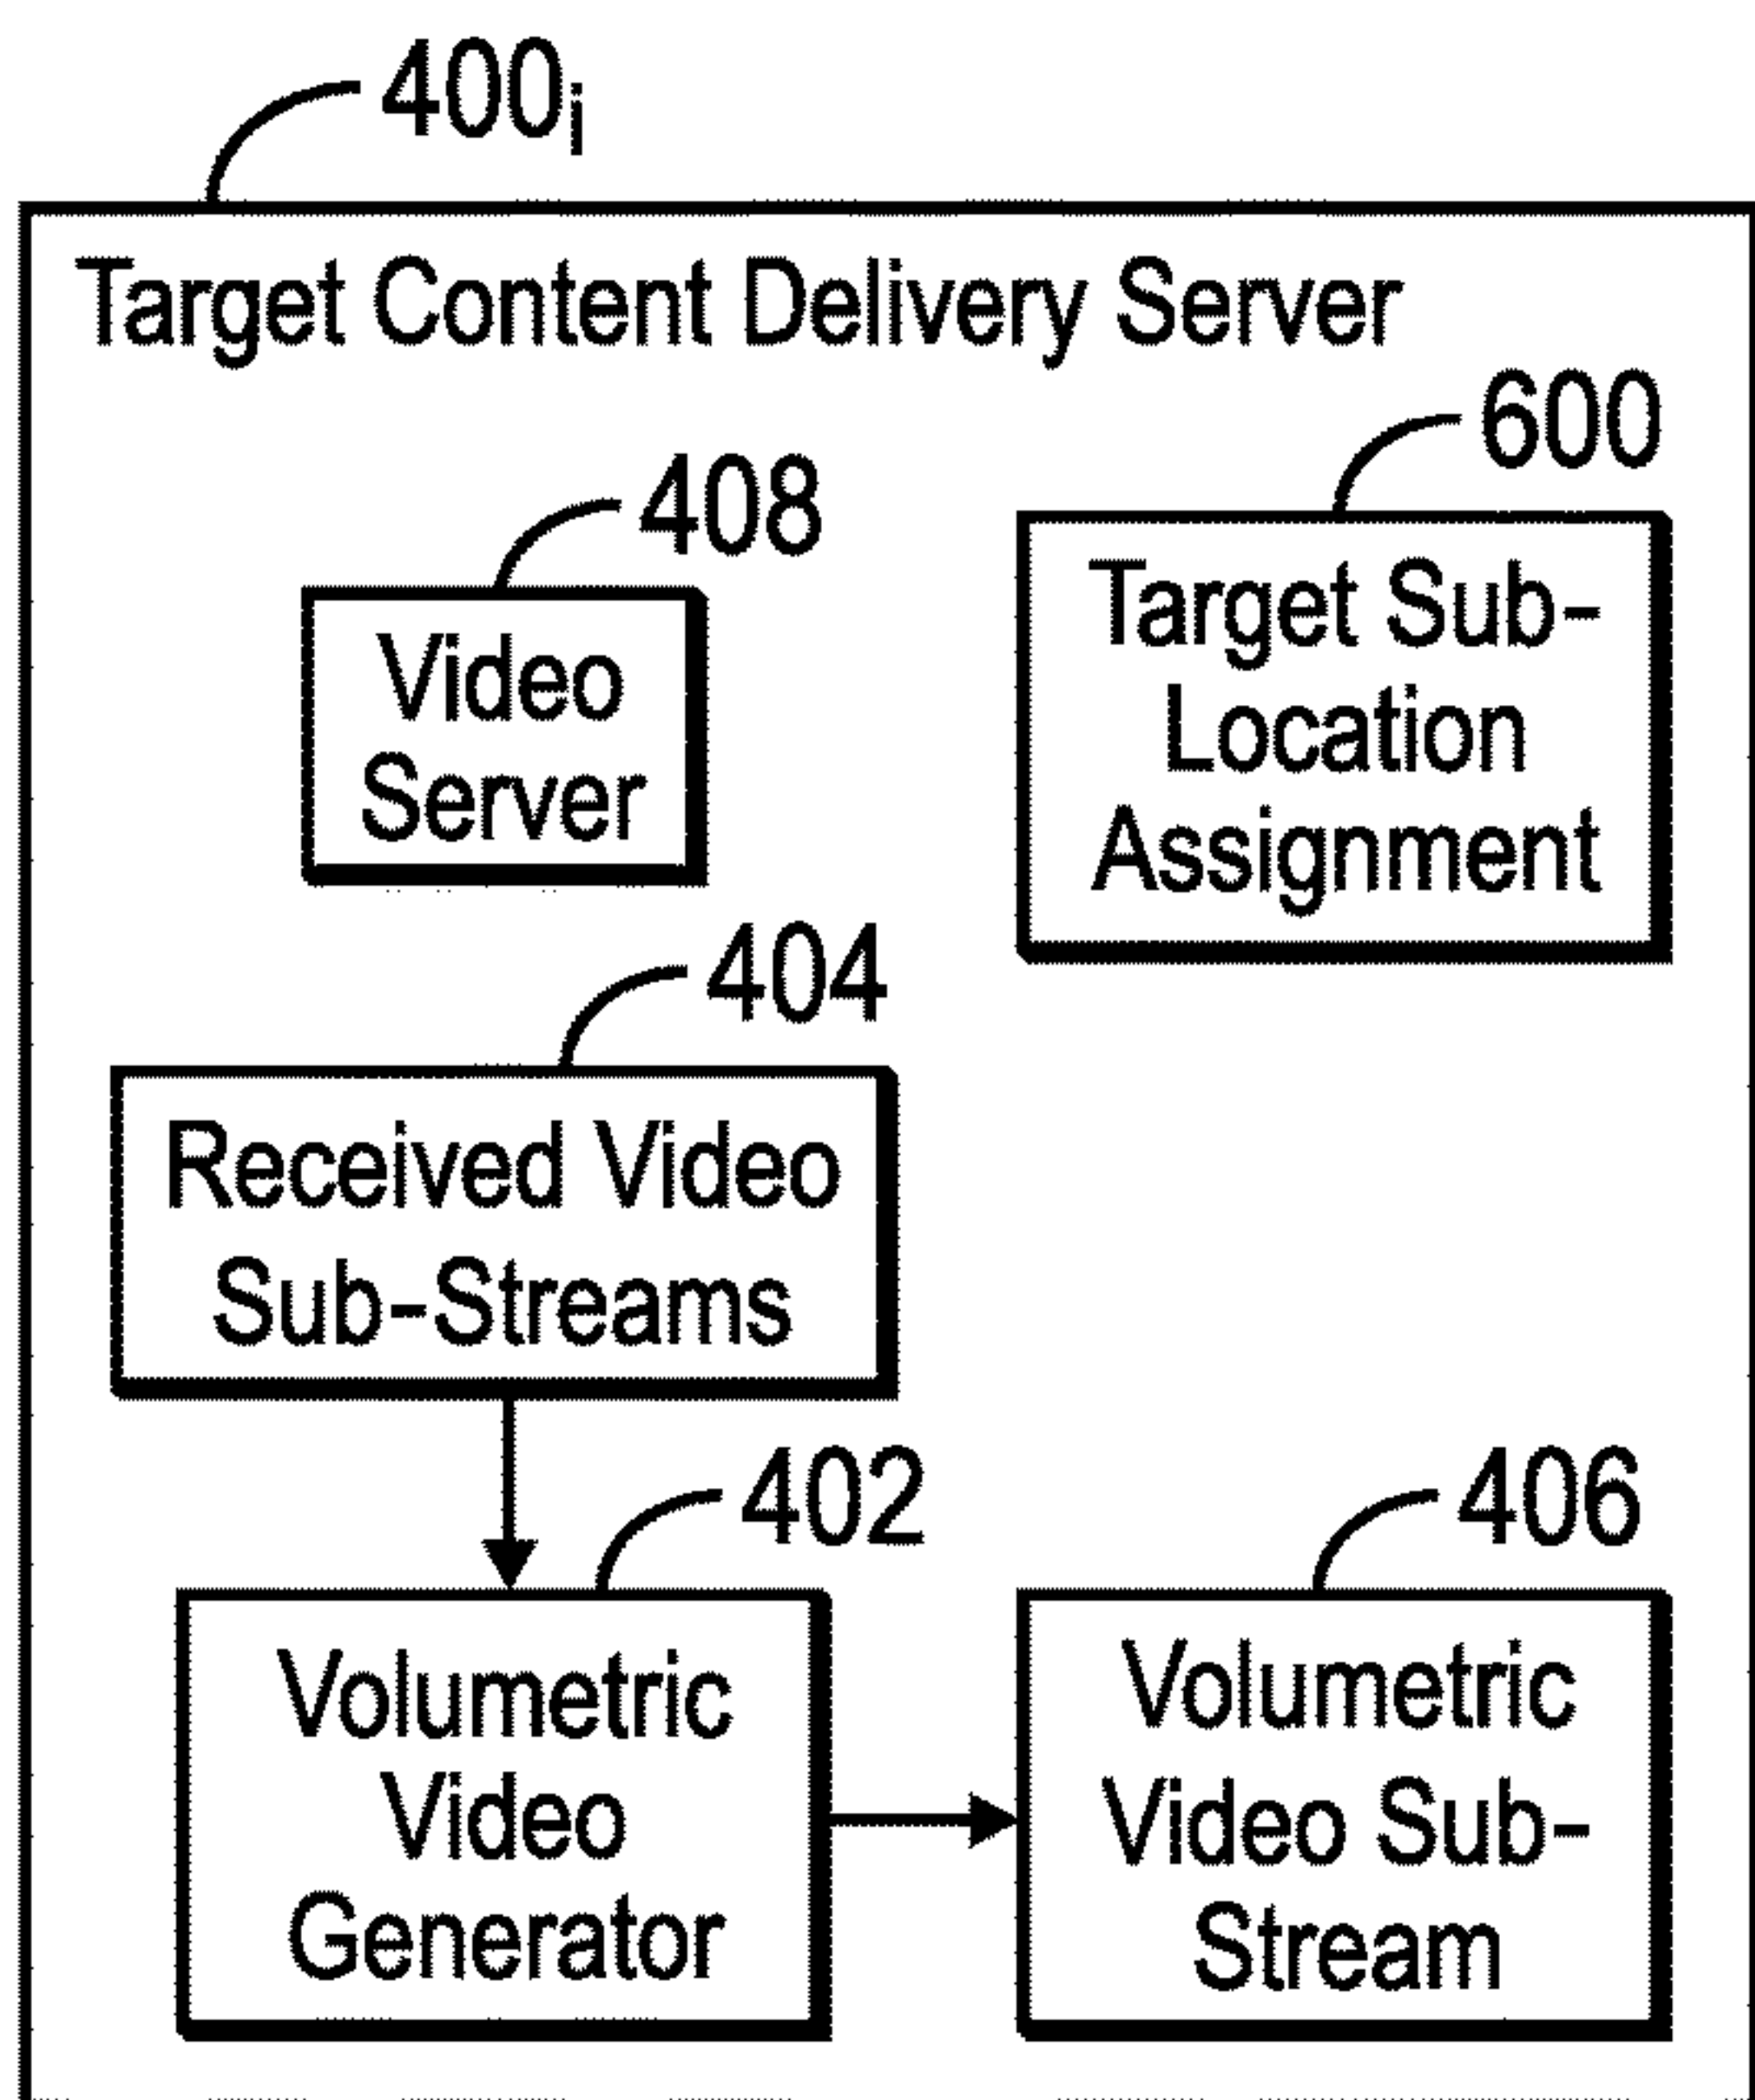 400i
Target Content Delivery Server
600
408
Target Sub-
Location
Assignment
Video
Server
404
Received Video
Sub-Streams
402
406
Volumetric
Video
Generator
Volumetric
Video Sub-
Stream